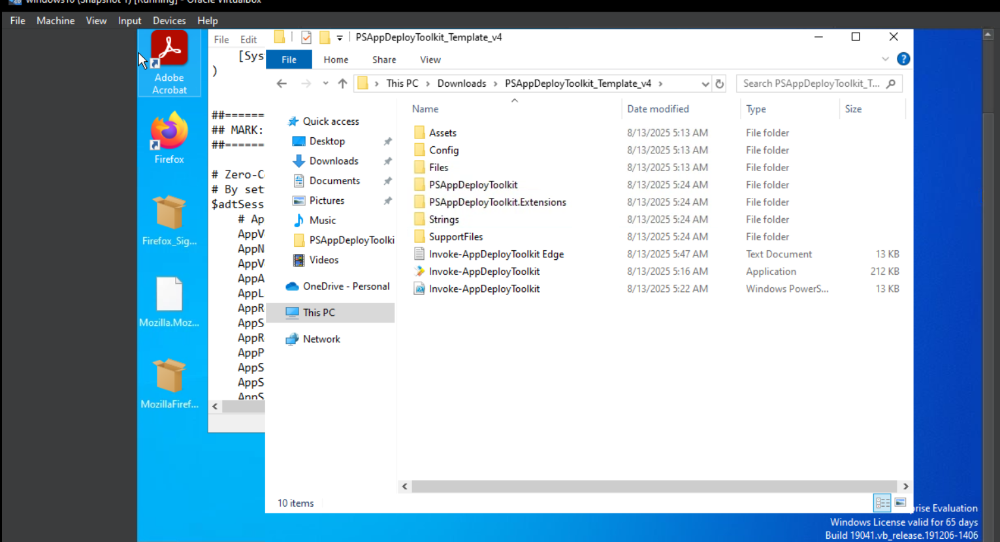 windows10 (Snapshot 1) [Running] - Oracle VirtualBox
File Machine View Input Devices Help
Adobe
Acrobat
Firefox
Firefox_Sig...
Mozilla.Moz...
MozillaFiref...
File Edit
[Sys
)
##=======
## MARK:
##=======
# Zero-C
# By set
$adtSess
# Ap
AppV
AppN
AppV
AppA
AppL
AppR
AppS
AppR
AppP
AppS
AppS
AppS
PSAppDeployToolkit_Template_v4
File Home Share View
This PC > Downloads > PSAppDeployToolkit_Template_v4 >
Search PSAppDeployToolkit_T...
Quick access
Desktop
Downloads
Documents
Pictures
Music
PSAppDeployToolki
Videos
OneDrive - Personal
This PC
Network
Name Date modified Type Size
Assets 8/13/2025 5:13 AM File folder
Config 8/13/2025 5:13 AM File folder
Files 8/13/2025 5:13 AM File folder
PSAppDeployToolkit 8/13/2025 5:24 AM File folder
PSAppDeployToolkit.Extensions 8/13/2025 5:24 AM File folder
Strings 8/13/2025 5:24 AM File folder
SupportFiles 8/13/2025 5:24 AM File folder
Invoke-AppDeployToolkit Edge 8/13/2025 5:47 AM Text Document 13 KB
Invoke-AppDeployToolkit 8/13/2025 5:16 AM Application 212 KB
Invoke-AppDeployToolkit 8/13/2025 5:22 AM Windows PowerS... 13 KB
10 items
prise Evaluation
Windows License valid for 65 days
Build 19041.vb_release.191206-1406